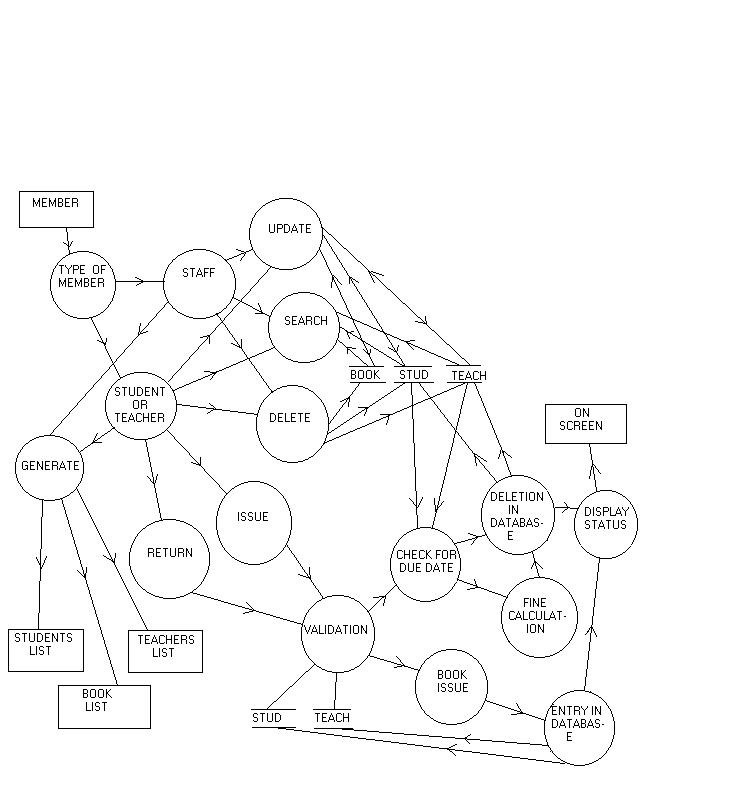 MEMBER
UPDATE
TYPE OF
MEMBER
STAFF
SEARCH
BOOK
STUD
TEACH
STUDENT
OR
TEACHER
DELETE
ON
SCREEN
GENERATE
ISSUE
DELETION
IN
DATABAS-
E
DISPLAY
STATUS
RETURN
CHECK FOR
DUE DATE
FINE
CALCULAT-
ION
VALIDATION
STUDENTS
LIST
TEACHERS
LIST
BOOK
LIST
BOOK
ISSUE
STUD
TEACH
ENTRY IN
DATABAS-
E